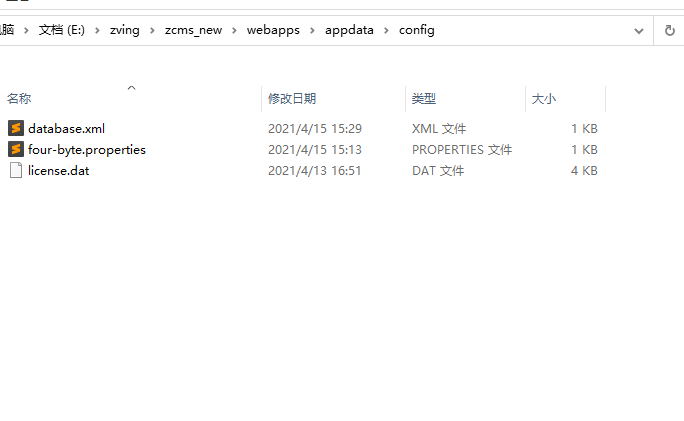 文档 (E:) › zving › zcms_new › webapps › appdata › config
名称 修改日期 类型 大小
database.xml 2021/4/15 15:29 XML 文件 1 KB
four-byte.properties 2021/4/15 15:13 PROPERTIES 文件 1 KB
license.dat 2021/4/13 16:51 DAT 文件 4 KB